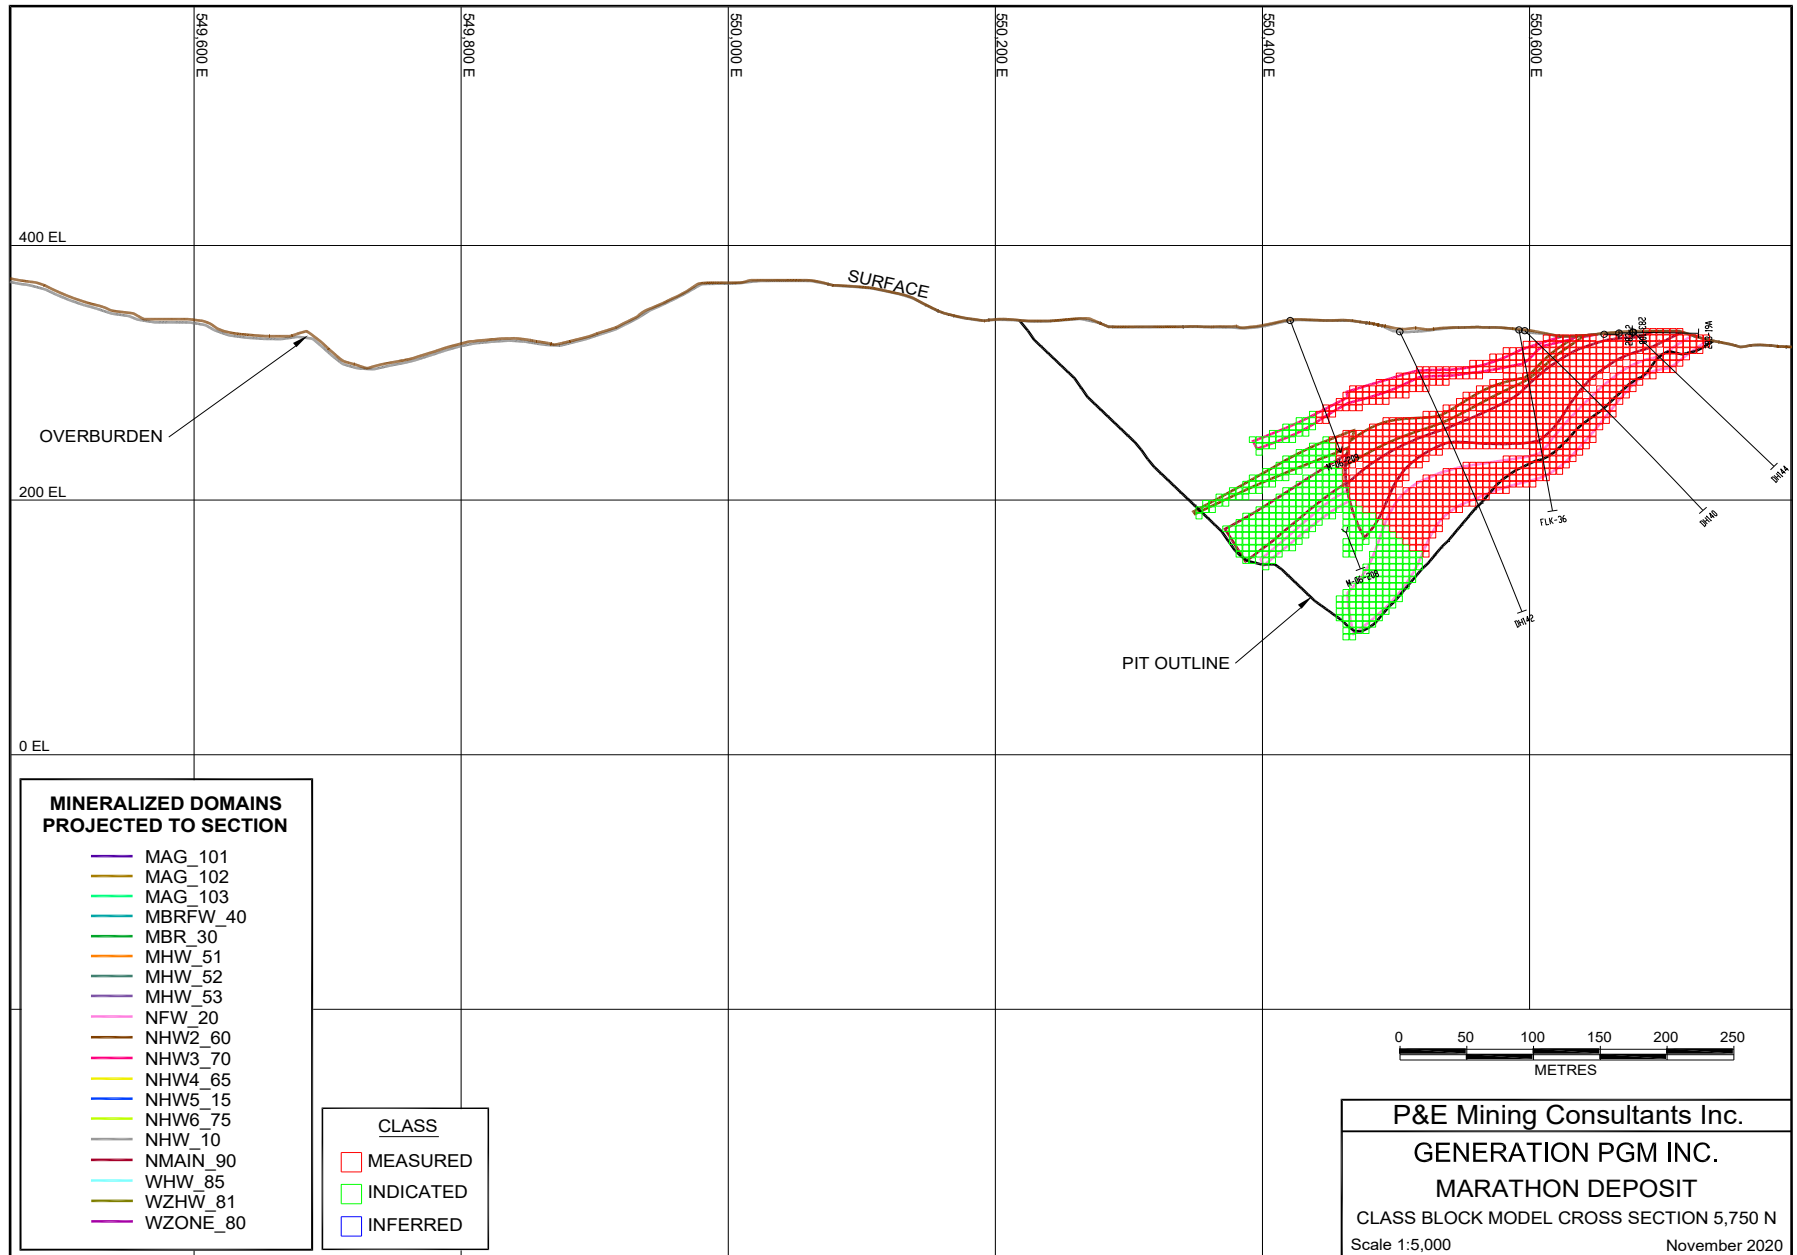 549,600 E
549,800 E
550,000 E
550,200 E
550,400 E
550,600 E
400 EL
SURFACE
OVERBURDEN
200 EL
M-06-208
FLK-36
DH140
DH144
DH142
PIT OUTLINE
0 EL
MINERALIZED DOMAINS
PROJECTED TO SECTION
MAG_101
MAG_102
MAG_103
MBRFW_40
MBR_30
MHW_51
MHW_52
MHW_53
NFW_20
NHW2_60
NHW3_70
NHW4_65
NHW5_15
NHW6_75
NHW_10
NMAIN_90
WHW_85
WZHW_81
WZONE_80
CLASS
MEASURED
INDICATED
INFERRED
0 50 100 150 200 250
METRES
P&E Mining Consultants Inc.
GENERATION PGM INC.
MARATHON DEPOSIT
CLASS BLOCK MODEL CROSS SECTION 5,750 N
Scale 1:5,000 November 2020